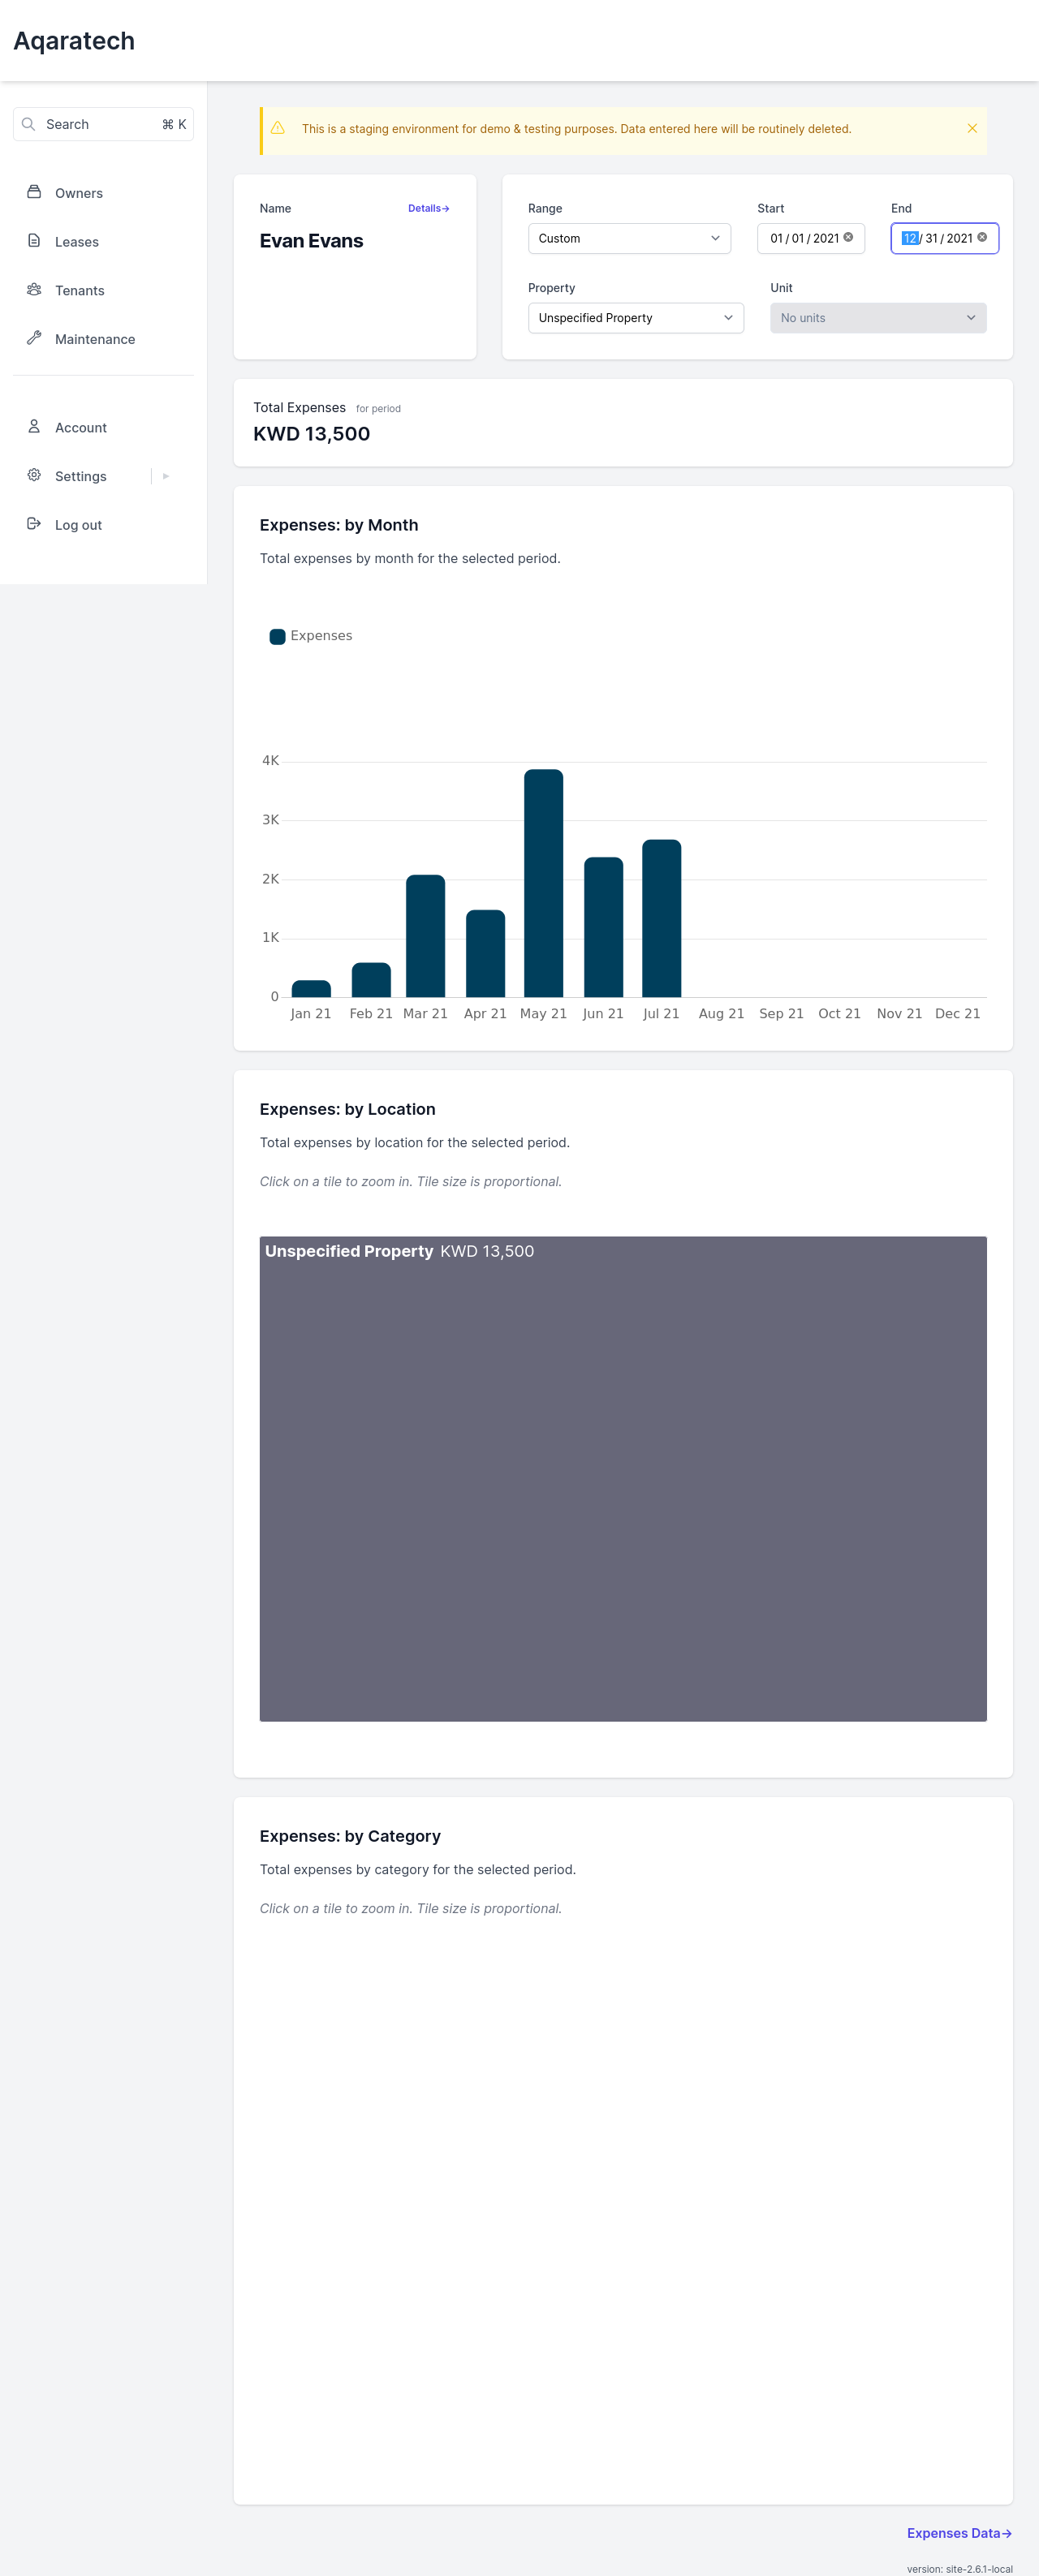 Aqaratech
Search ⌘ K
Owners
Leases
Tenants
Maintenance
Account
Settings
Log out
This is a staging environment for demo & testing purposes. Data entered here will be routinely deleted.
Name Details→
Evan Evans
Range Start End
Custom 01 / 01 / 2021 12 / 31 / 2021
Property Unit
Unspecified Property No units
Total Expenses for period
KWD 13,500
Expenses: by Month
Total expenses by month for the selected period.
Expenses
4K
3K
2K
1K
0
Jan 21 Feb 21 Mar 21 Apr 21 May 21 Jun 21 Jul 21 Aug 21 Sep 21 Oct 21 Nov 21 Dec 21
Expenses: by Location
Total expenses by location for the selected period.
Click on a tile to zoom in. Tile size is proportional.
Unspecified Property KWD 13,500
Expenses: by Category
Total expenses by category for the selected period.
Click on a tile to zoom in. Tile size is proportional.
Expenses Data→
version: site-2.6.1-local